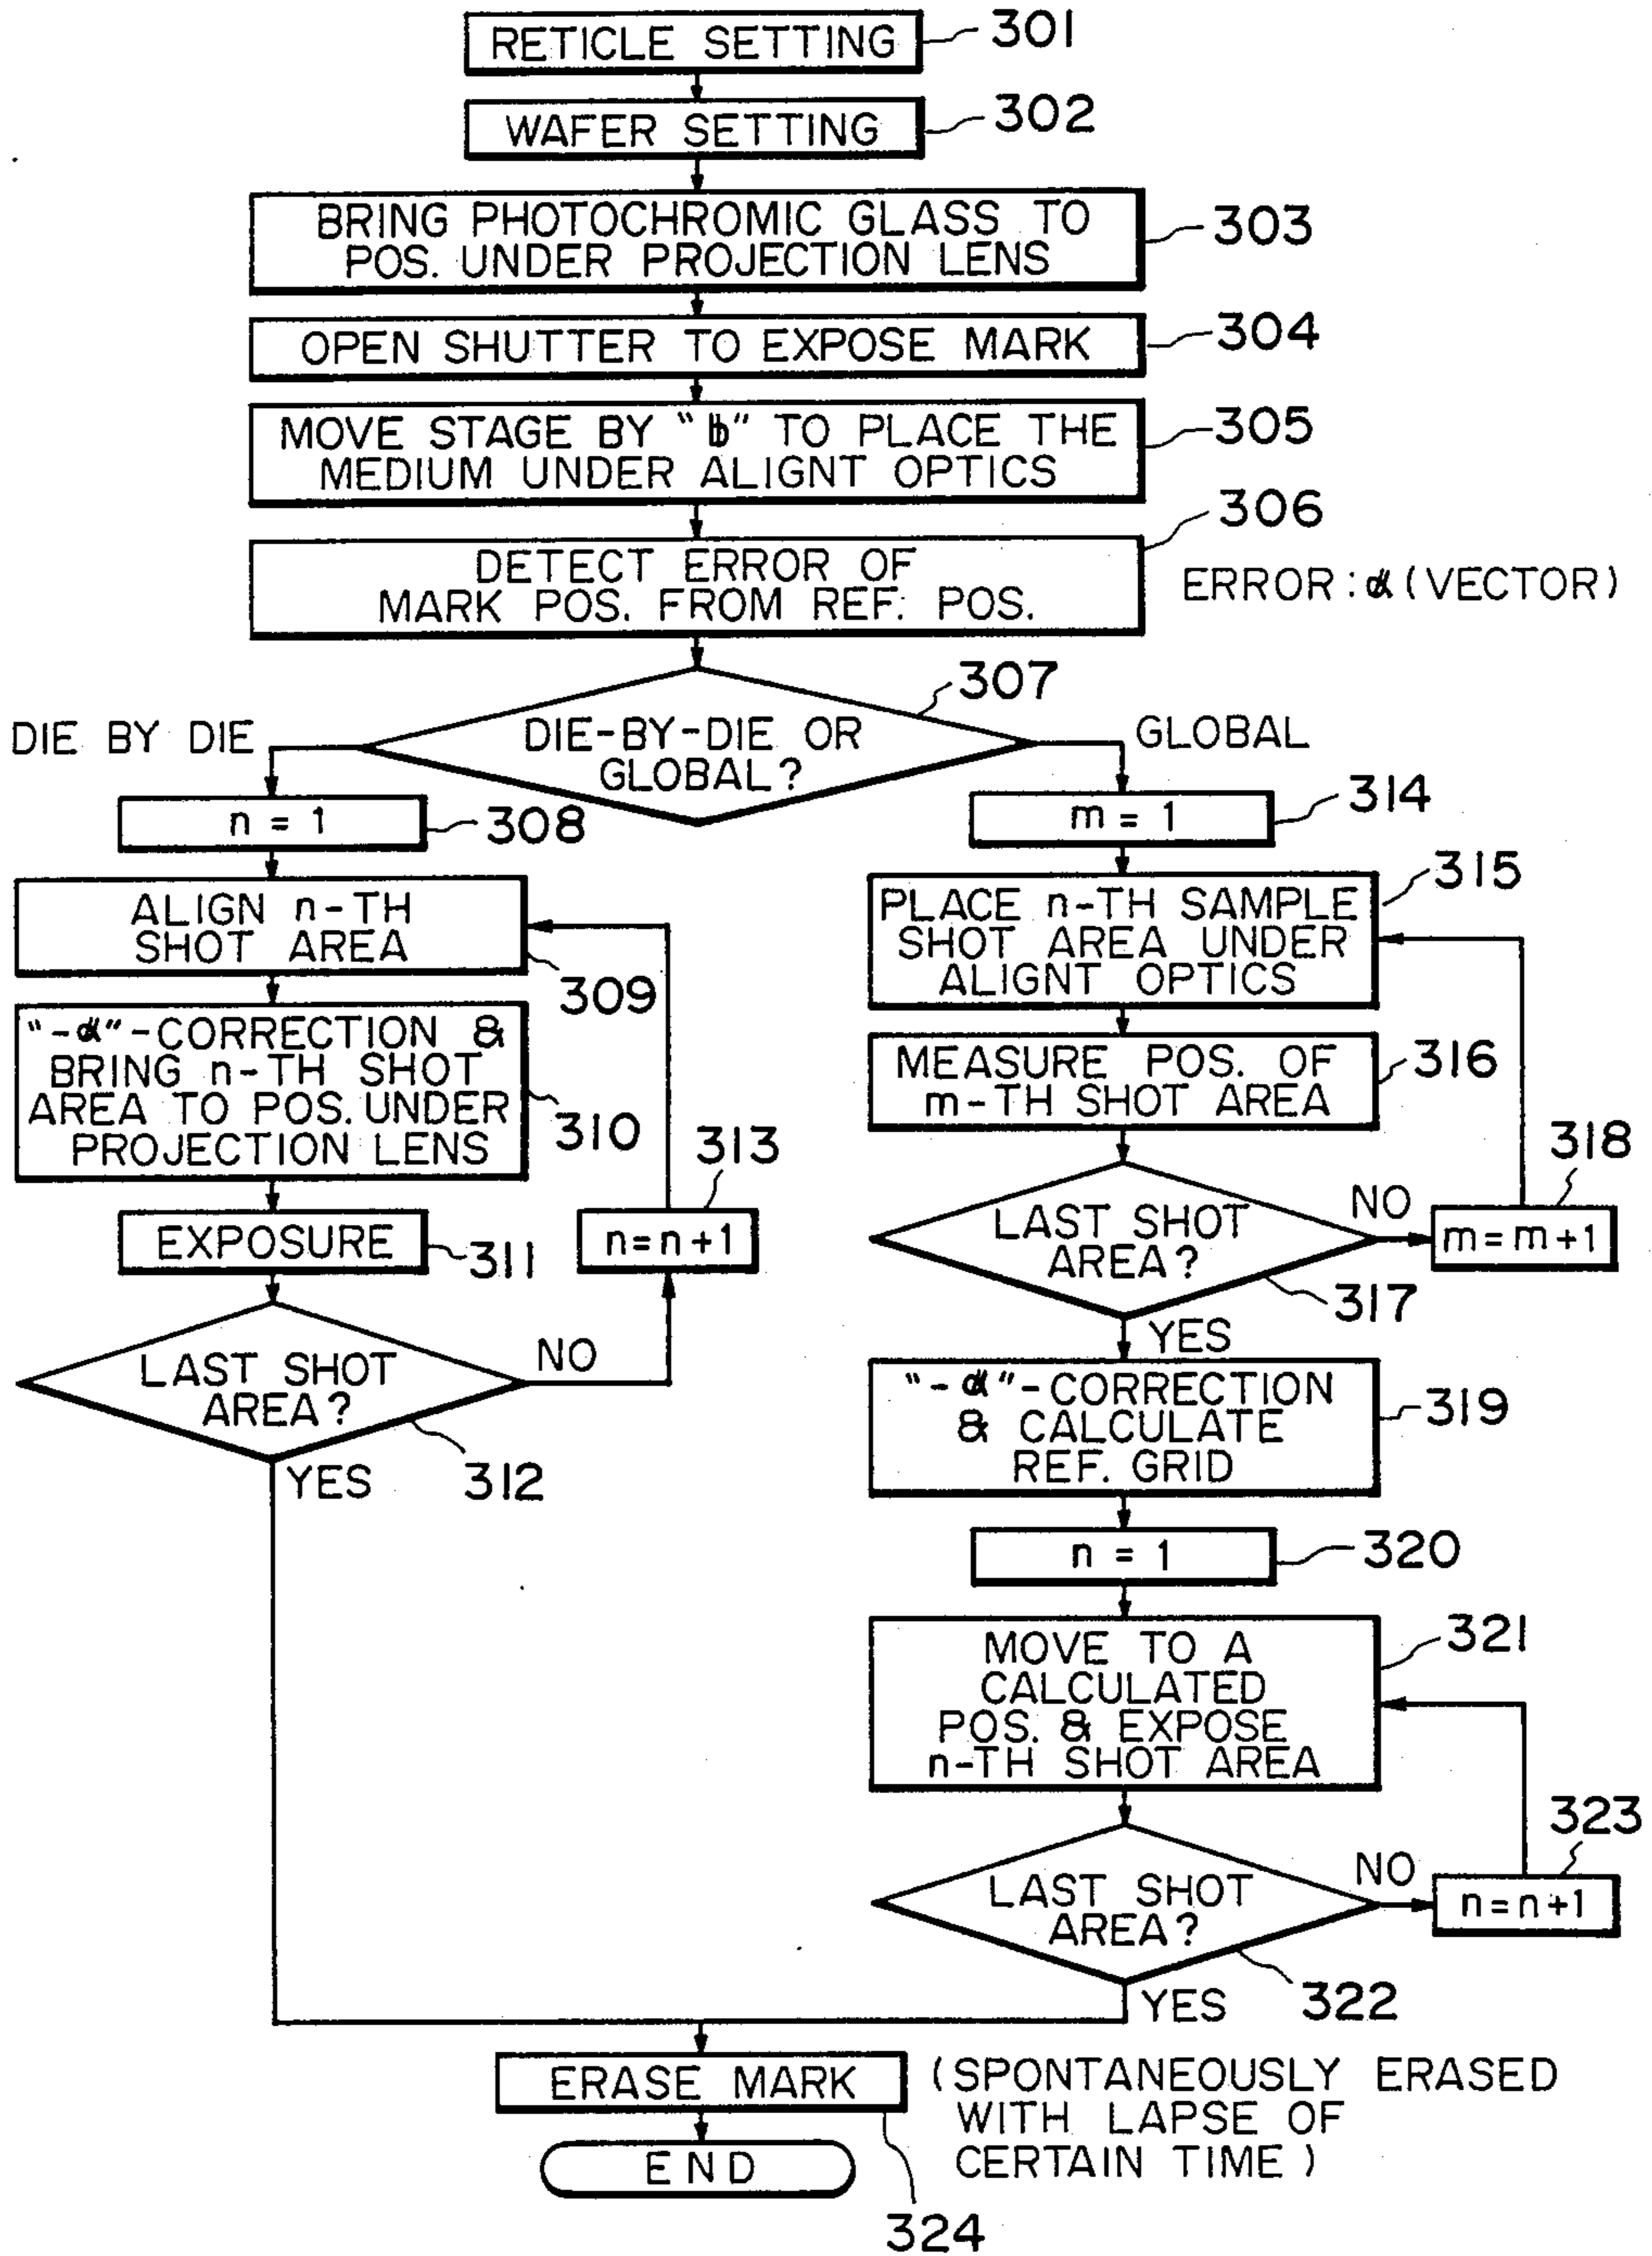 RETICLE SETTING
301
WAFER SETTING
302
BRING PHOTOCHROMIC GLASS TO
POS. UNDER PROJECTION LENS
303
OPEN SHUTTER TO EXPOSE MARK
304
MOVE STAGE BY "b" TO PLACE THE
MEDIUM UNDER ALIGNT OPTICS
305
306
DETECT ERROR OF
MARK POS. FROM REF. POS.
ERROR: α (VECTOR)
307
DIE BY DIE
DIE-BY-DIE OR
GLOBAL?
GLOBAL
n = 1
308
ALIGN n-TH
SHOT AREA
309
"-α"-CORRECTION &
BRING n-TH SHOT
AREA TO POS. UNDER
PROJECTION LENS
310
313
EXPOSURE
311
n=n+1
LAST SHOT
AREA?
NO
312
YES
m = 1
314
315
PLACE n-TH SAMPLE
SHOT AREA UNDER
ALIGNT OPTICS
MEASURE POS. OF
m-TH SHOT AREA
316
318
LAST SHOT
AREA?
NO
m=m+1
317
YES
"-α"-CORRECTION
& CALCULATE
REF. GRID
319
n = 1
320
321
MOVE TO A
CALCULATED
POS. & EXPOSE
n-TH SHOT AREA
323
LAST SHOT
AREA?
NO
n=n+1
322
YES
ERASE MARK
(SPONTANEOUSLY ERASED
WITH LAPSE OF
CERTAIN TIME)
END
324